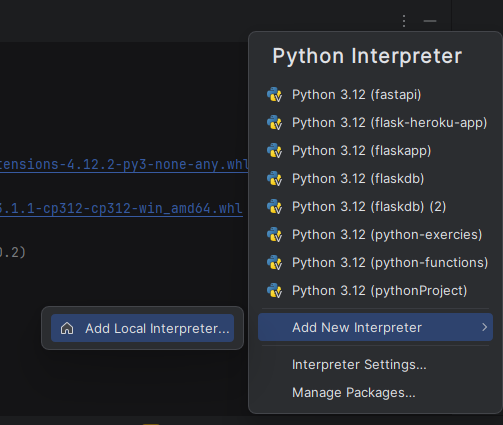 Python Interpreter
Python 3.12 (fastapi)
Python 3.12 (flask-heroku-app)
Python 3.12 (flaskapp)
Python 3.12 (flaskdb)
Python 3.12 (flaskdb) (2)
Python 3.12 (python-exercies)
Python 3.12 (python-functions)
Python 3.12 (pythonProject)
Add New Interpreter
Interpreter Settings...
Manage Packages...
Add Local Interpreter...
tensions-4.12.2-py3-none-any.whl
.1.1-cp312-cp312-win_amd64.whl
.2)